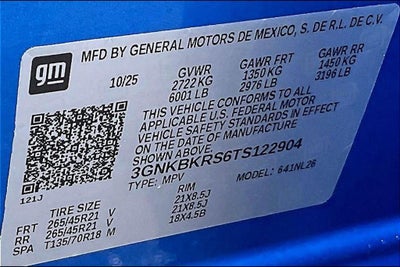 gm
MFD BY GENERAL MOTORS DE MEXICO, S. DE R.L. DE C.V.
10/25 GVWR GAWR FRT GAWR RR
2722 KG 1350 KG 1450 KG
6001 LB 2976 LB 3196 LB
THIS VEHICLE CONFORMS TO ALL
APPLICABLE U.S. FEDERAL MOTOR
VEHICLE SAFETY STANDARDS IN EFFECT
ON THE DATE OF MANUFACTURE
SHOWN ABOVE.
3GNKBKRS6TS122904
TYPE: MPV MODEL: 641NL26
121J
TIRE SIZE RIM
FRT 265/45R21 V 21X8.5J
RR 265/45R21 V 21X8.5J
SPA T135/70R18 M 18X4.5B